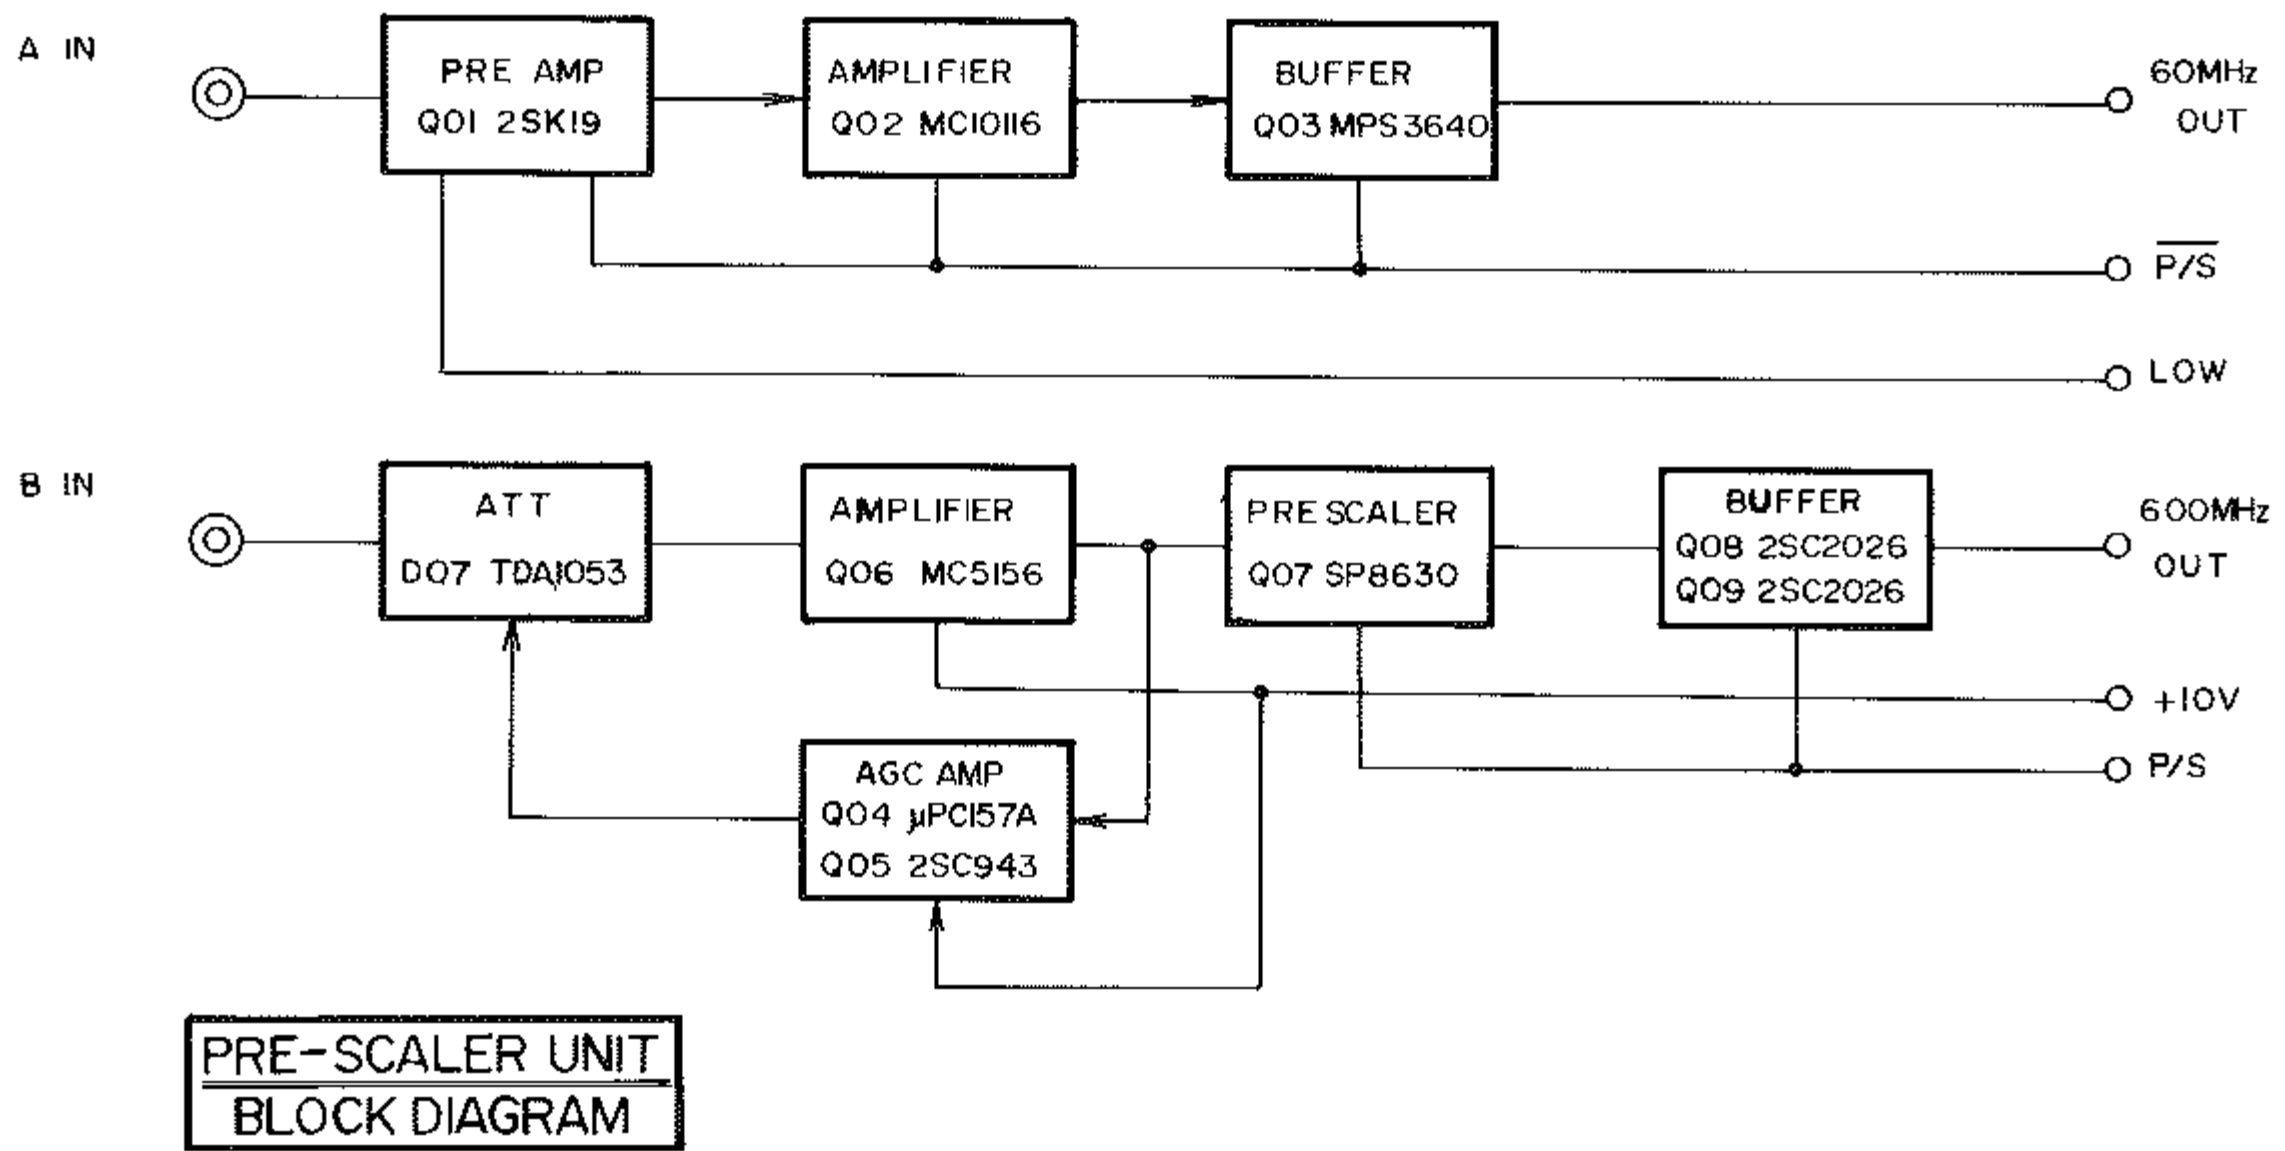 A IN
PRE AMP
Q01 2SK19
AMPLIFIER
Q02 MC10116
BUFFER
Q03 MPS3640
60MHz
OUT
P/S
LOW
B IN
ATT
D07 TDA1053
AMPLIFIER
Q06 MC5156
PRESCALER
Q07 SP8630
BUFFER
Q08 2SC2026
Q09 2SC2026
600MHz
OUT
+10V
P/S
AGC AMP
Q04 µPC157A
Q05 2SC943
PRE-SCALER UNIT
BLOCK DIAGRAM